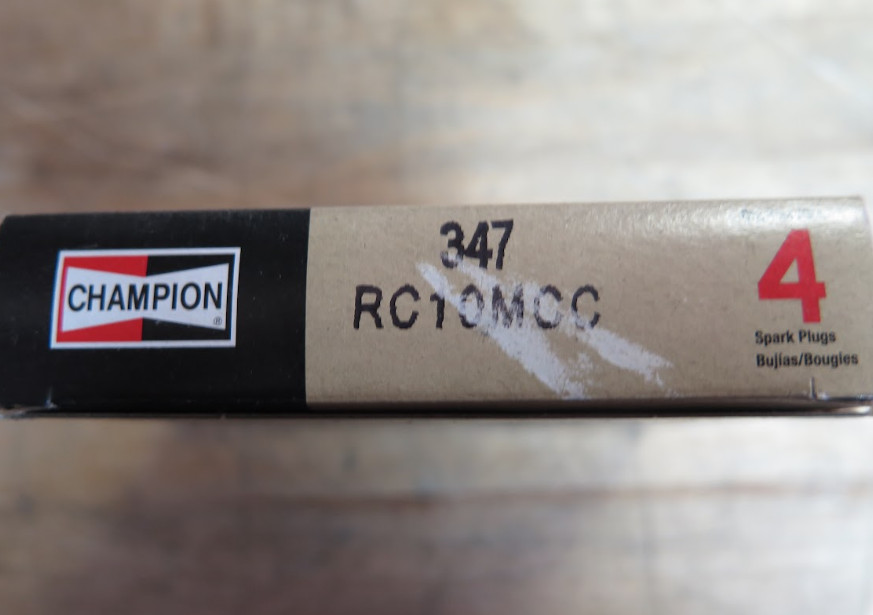 CHAMPION®
347
RC10MCC
4
Spark Plugs
Bujías/Bougies